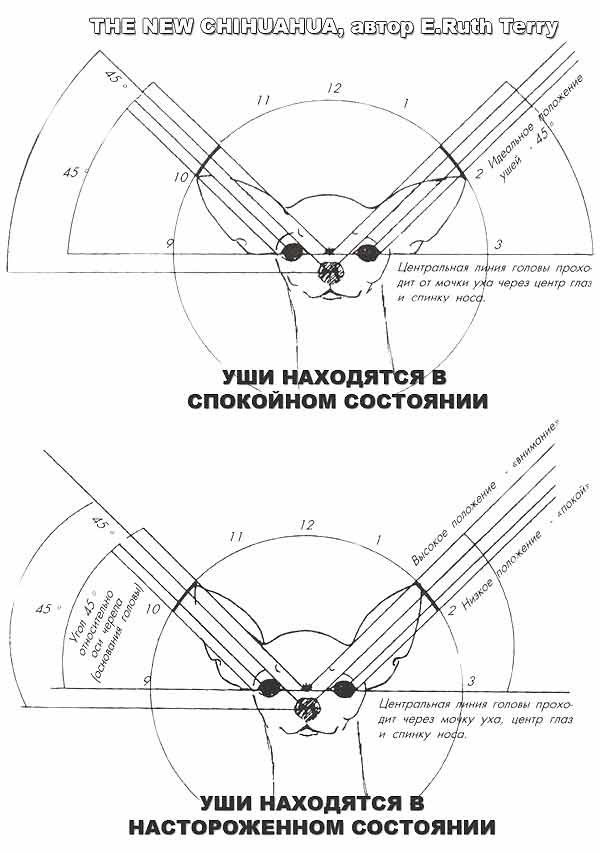 THE NEW CHIHUAHUA, автор E.Ruth Terry
45°
12
11
1
45°
10
2
Идеальное положение
ушей - 45°
9
3
Центральная линия головы прохо-
дит от мочки уха через центр глаз
и спинку носа.
УШИ НАХОДЯТСЯ В
СПОКОЙНОМ СОСТОЯНИИ
Высокое положение - «внимание»
Низкое положение - «покой»
45°
12
11
1
45°
Угол 45°
относительно
оси черепа
(основания головы)
10
2
9
3
Центральная линия головы прохо-
дит через мочку уха, центр глаз
и спинку носа.
УШИ НАХОДЯТСЯ В
НАСТОРОЖЕННОМ СОСТОЯНИИ